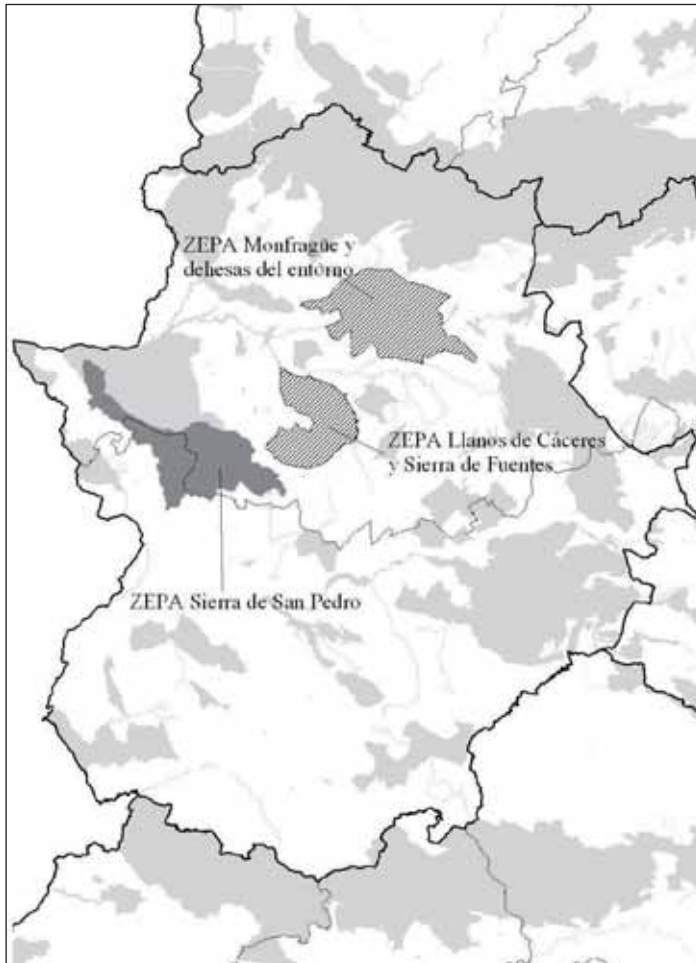 ZEPA Monfragüe y
dehesas del entorno
ZEPA Llanos de Cáceres
y Sierra de Fuentes
ZEPA Sierra de San Pedro